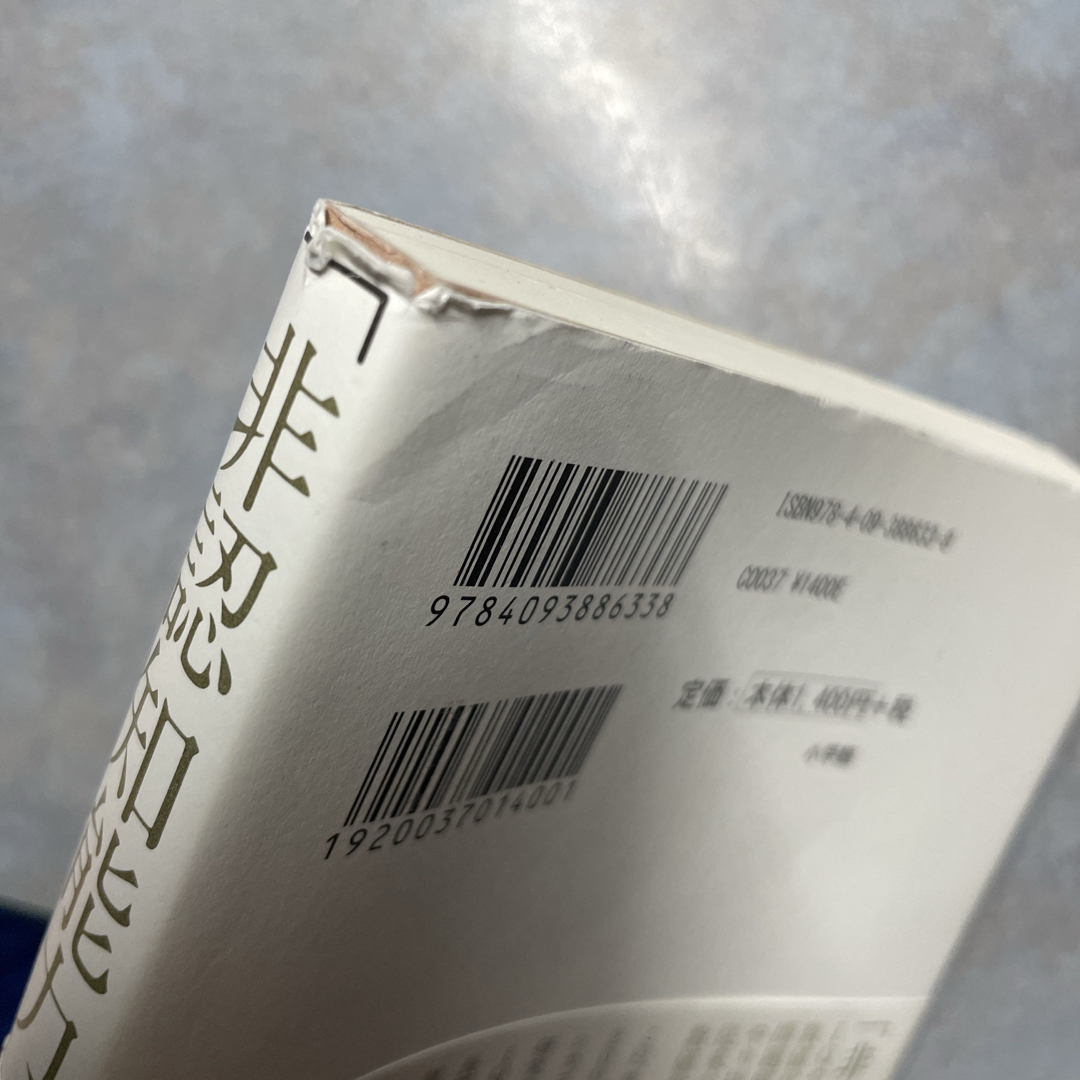 「非認知能力
9784093886338
ISBN978-4-09-388633-8
C0037 ¥1400E
1920037014001
定価：本体1,400円+税
小学館
「非